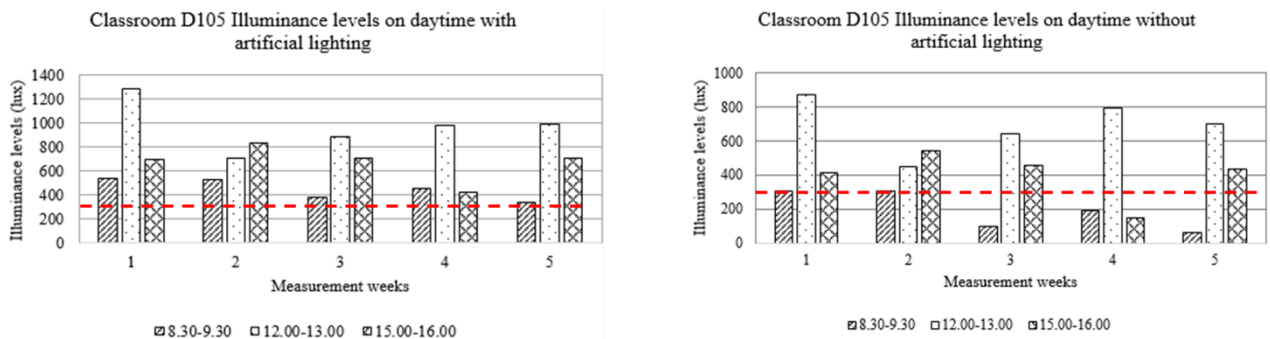 Classroom D105 Illuminance levels on daytime with
artificial lighting
Illuminance levels (lux)
1400
1200
1000
800
600
400
200
0
1 2 3 4 5
Measurement weeks
8.30-9.30 12.00-13.00 15.00-16.00
Classroom D105 Illuminance levels on daytime without
artificial lighting
Illuminance levels (lux)
1000
800
600
400
200
0
1 2 3 4 5
Measurement weeks
8.30-9.30 12.00-13.00 15.00-16.00